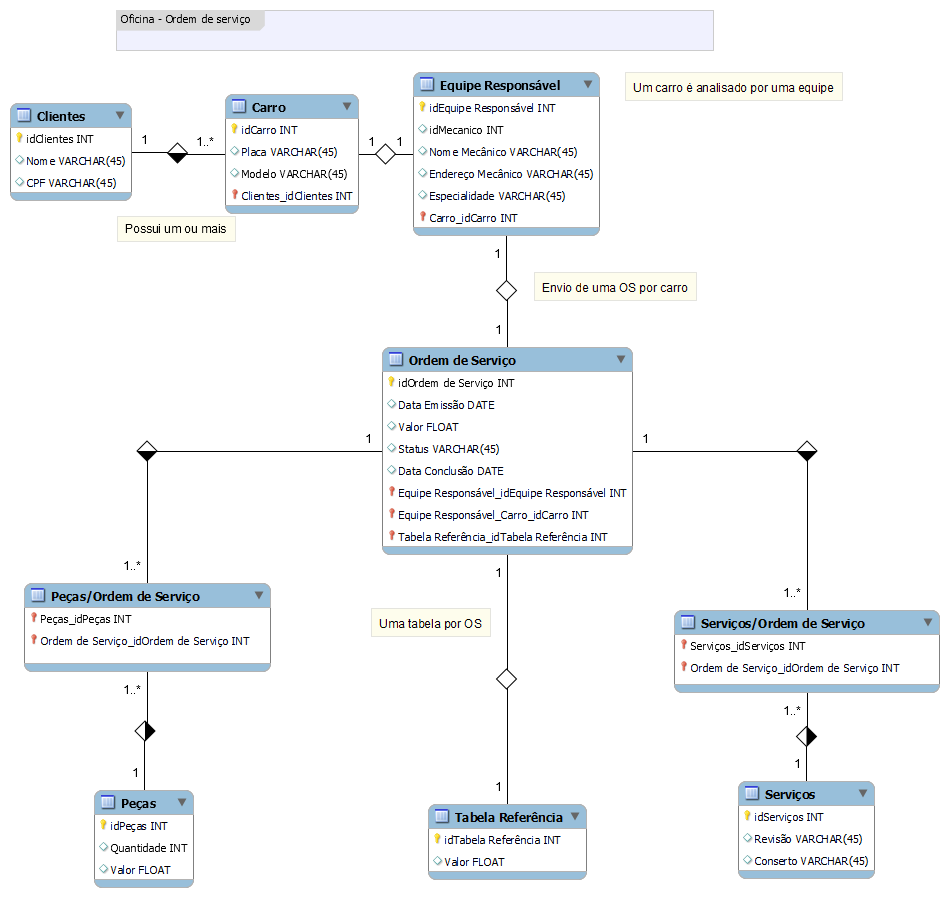 Oficina - Ordem de serviço
Clientes
idClientes INT
Nome VARCHAR(45)
CPF VARCHAR(45)
1
1..*
Possui um ou mais
Carro
idCarro INT
Placa VARCHAR(45)
Modelo VARCHAR(45)
Clientes_idClientes INT
1
1
Equipe Responsável
idEquipe Responsável INT
idMecanico INT
Nome Mecânico VARCHAR(45)
Endereço Mecânico VARCHAR(45)
Especialidade VARCHAR(45)
Carro_idCarro INT
Um carro é analisado por uma equipe
1
Envio de uma OS por carro
1
Ordem de Serviço
idOrdem de Serviço INT
Data Emissão DATE
Valor FLOAT
Status VARCHAR(45)
Data Conclusão DATE
Equipe Responsável_idEquipe Responsável INT
Equipe Responsável_Carro_idCarro INT
Tabela Referência_idTabela Referência INT
1
1
1..*
Peças/Ordem de Serviço
Peças_idPeças INT
Ordem de Serviço_idOrdem de Serviço INT
1..*
1
Peças
idPeças INT
Quantidade INT
Valor FLOAT
1
Uma tabela por OS
1
Tabela Referência
idTabela Referência INT
Valor FLOAT
1..*
Serviços/Ordem de Serviço
Serviços_idServiços INT
Ordem de Serviço_idOrdem de Serviço INT
1..*
1
Serviços
idServiços INT
Revisão VARCHAR(45)
Conserto VARCHAR(45)